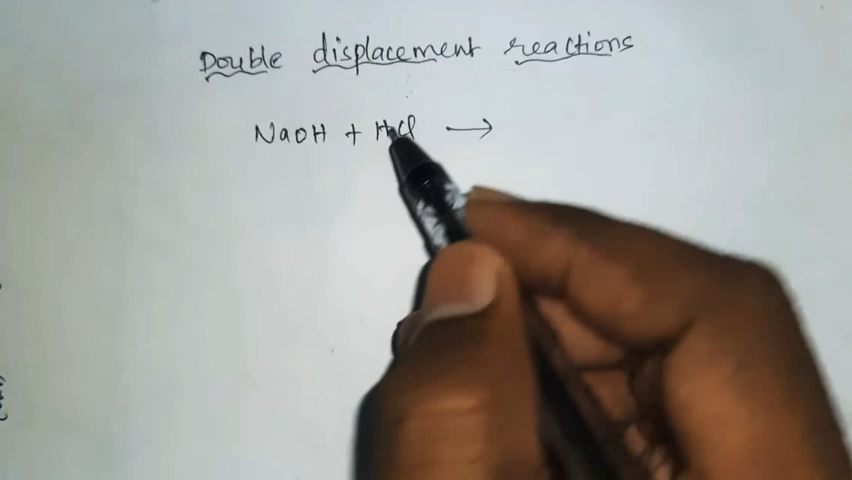 Double displacement reactions
NaOH + HCl →